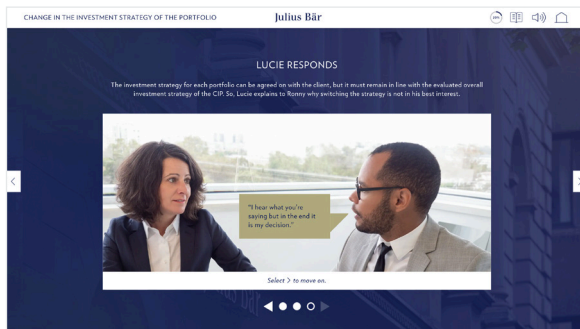 CHANGE IN THE INVESTMENT STRATEGY OF THE PORTFOLIO
Julius Bär
LUCIE RESPONDS
The investment strategy for each portfolio can be agreed on with the client, but it must remain in line with the evaluated overall
investment strategy of the CIP. So, Lucie explains to Ronny why switching the strategy is not in his best interest.
"I hear what you're
saying but in the end it
is my decision."
Select > to move on.